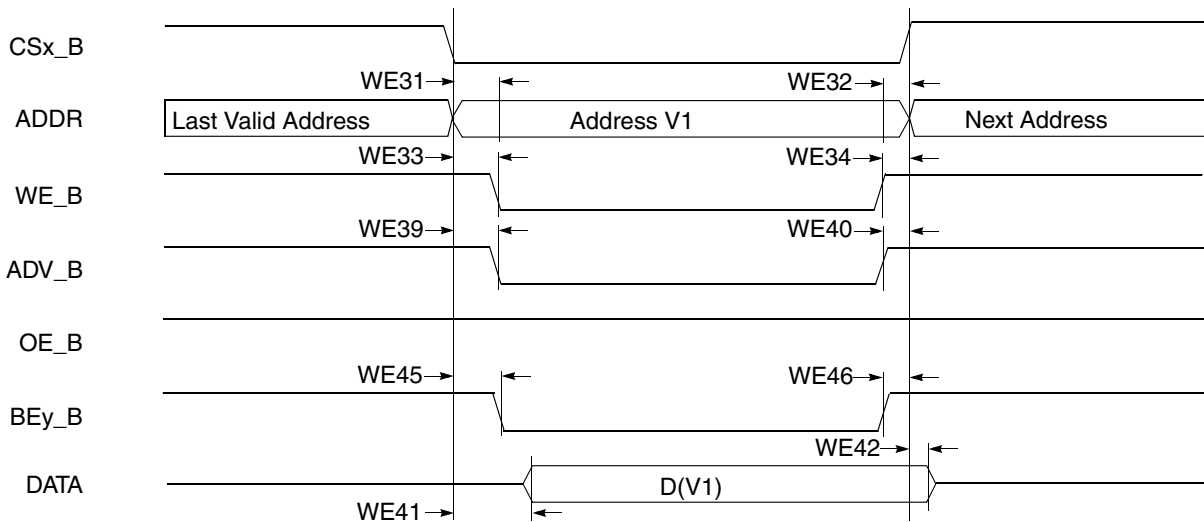 CSx_B
WE31 WE32
ADDR Last Valid Address Address V1 Next Address
WE33 WE34
WE_B
WE39 WE40
ADV_B
OE_B
WE45 WE46
BEy_B
WE42
DATA D(V1)
WE41